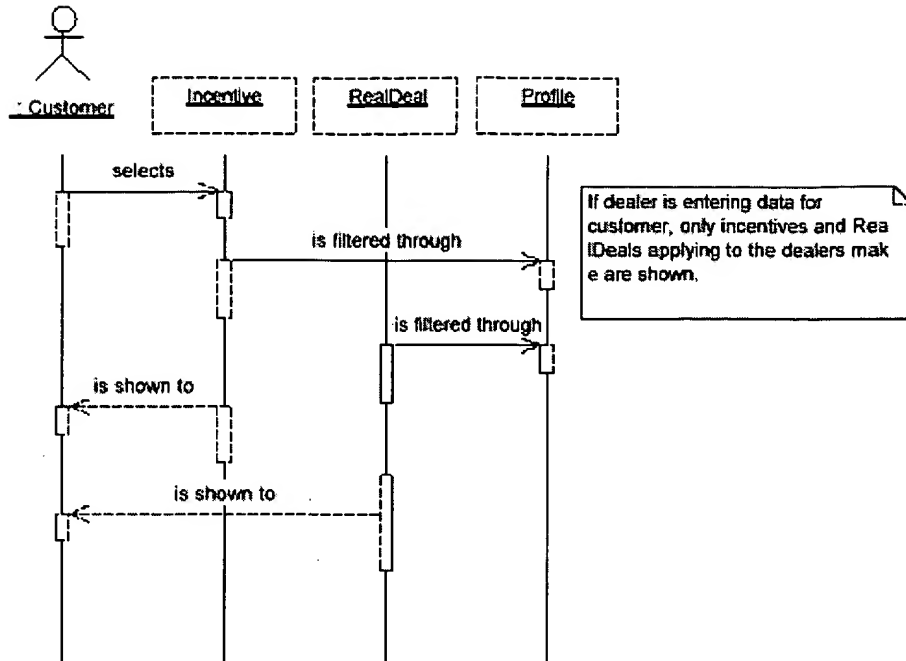 : Customer
Incentive
RealDeal
Profile
selects
If dealer is entering data for
customer, only incentives and Rea
lDeals applying to the dealers mak
e are shown.
is filtered through
is filtered through
is shown to
is shown to